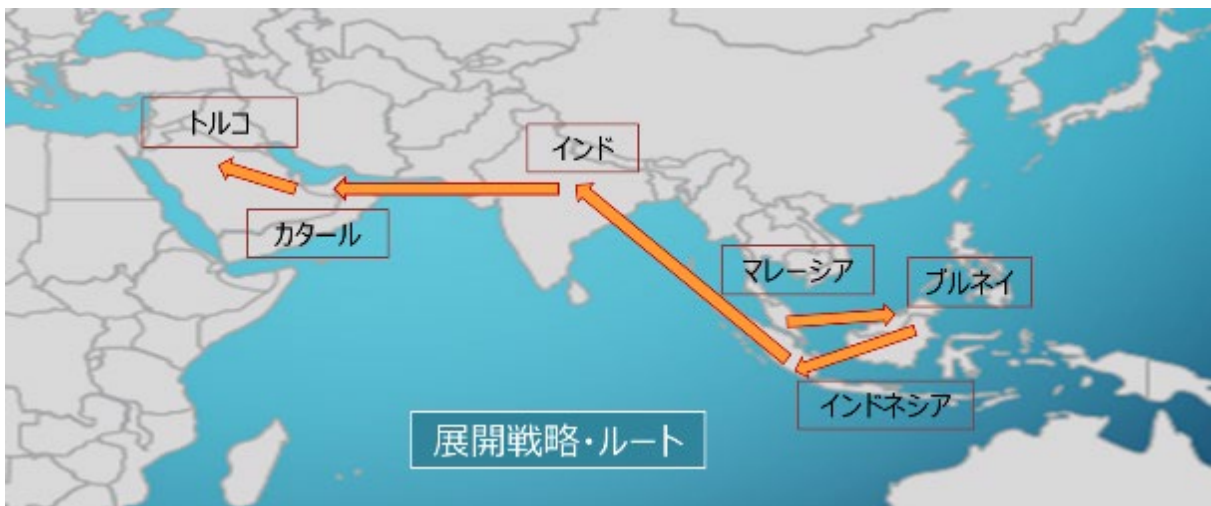 トルコ
インド
カタール
マレーシア
ブルネイ
インドネシア
展開戦略・ルート